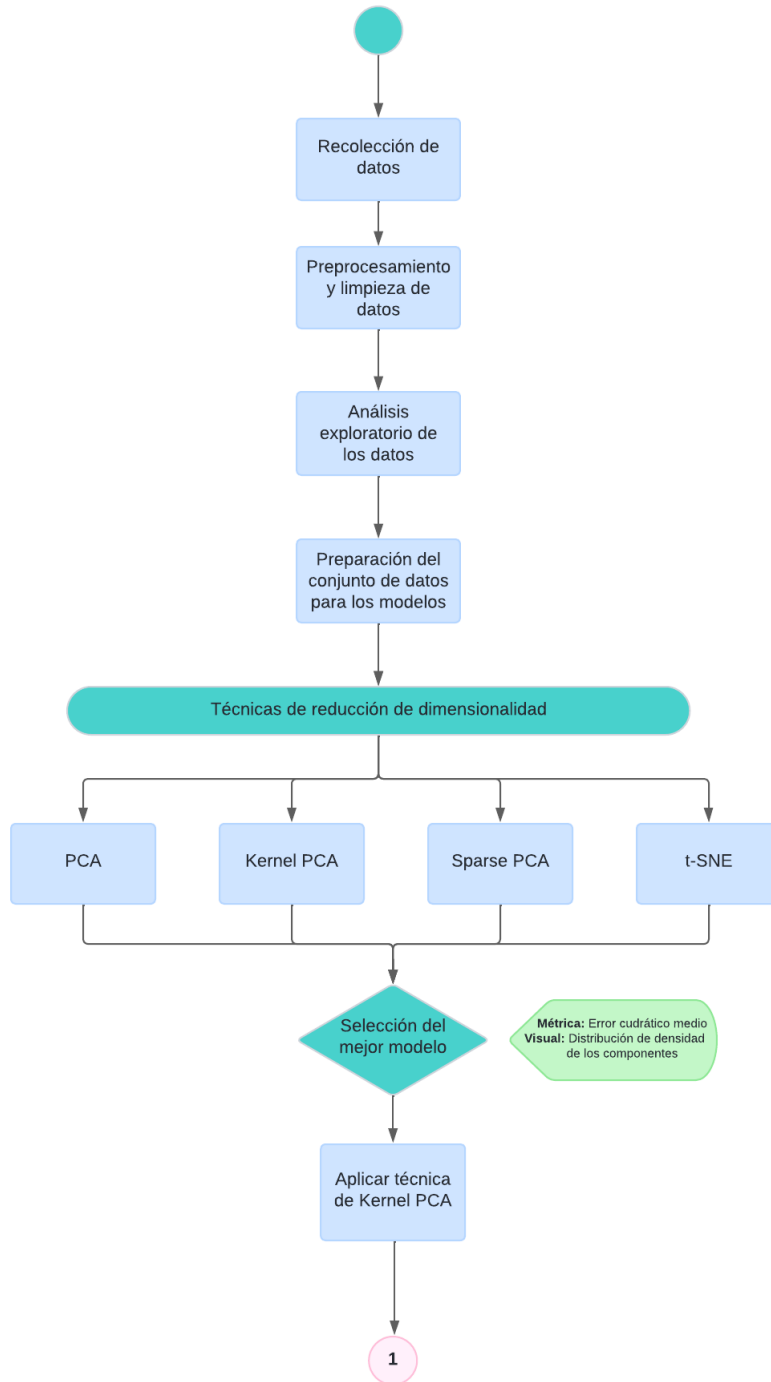 Recolección de
datos
Preprocesamiento
y limpieza de
datos
Análisis
exploratorio de
los datos
Preparación del
conjunto de datos
para los modelos
Técnicas de reducción de dimensionalidad
PCA
Kernel PCA
Sparse PCA
t-SNE
Selección del
mejor modelo
Métrica: Error cudrático medio
Visual: Distribución de densidad
de los componentes
Aplicar técnica
de Kernel PCA
1